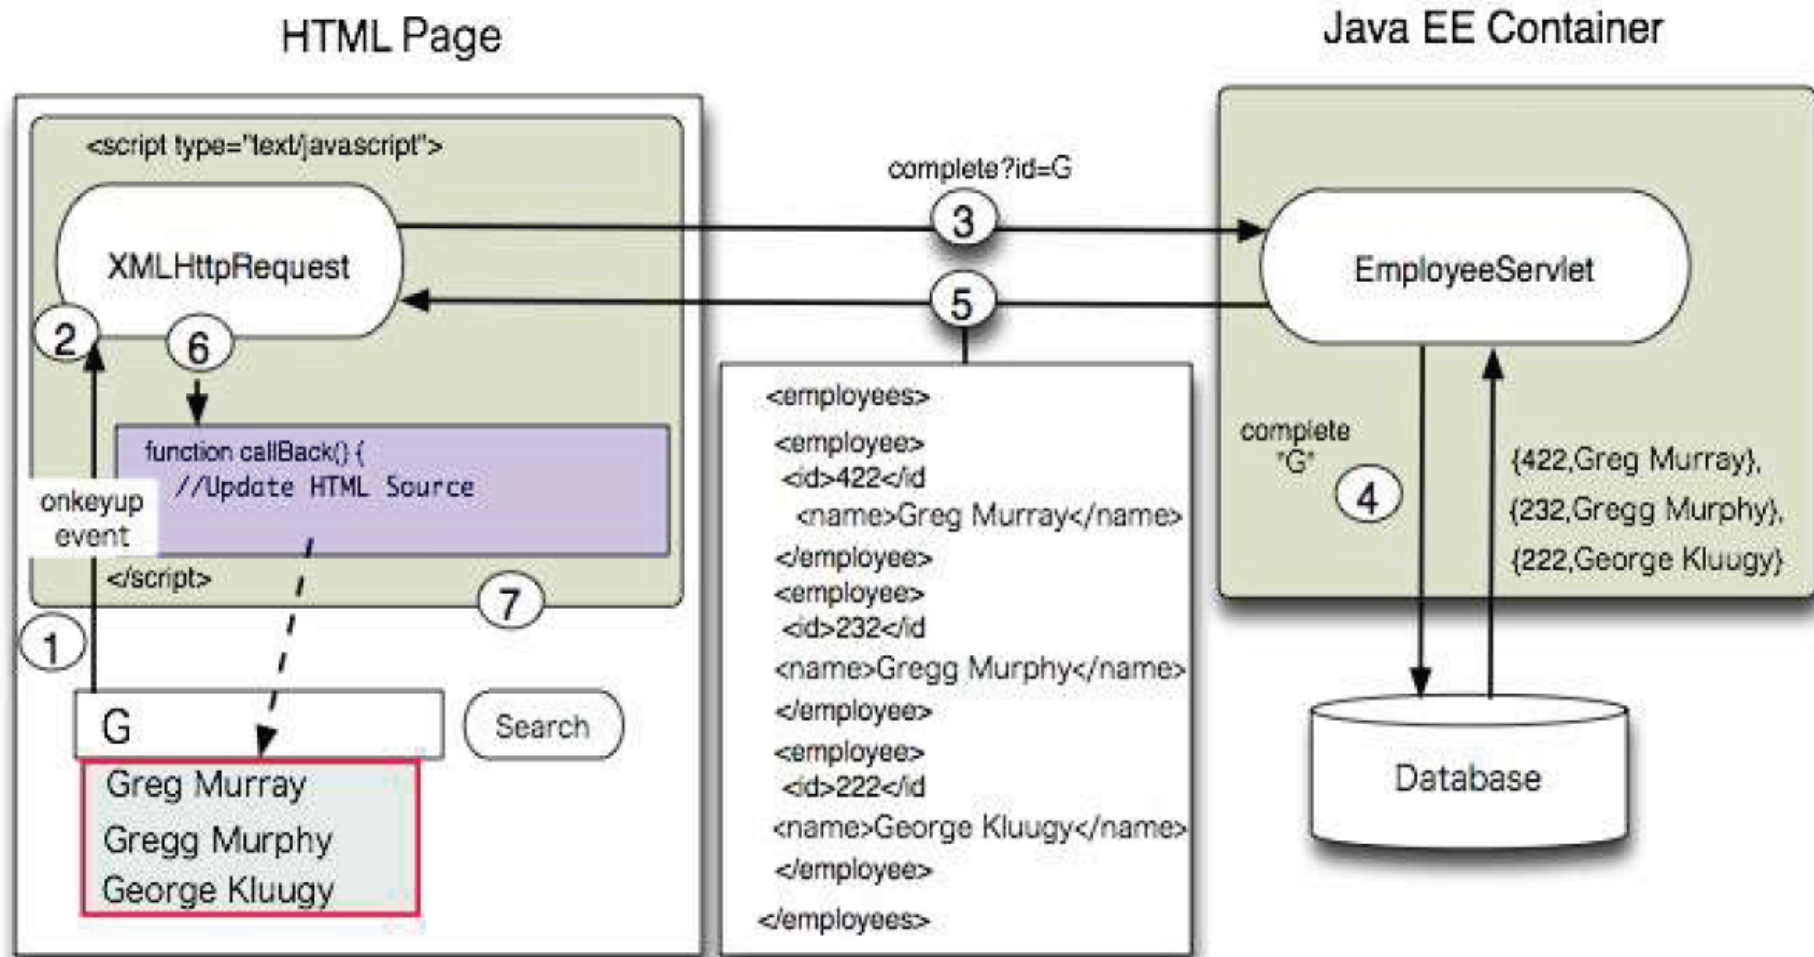 HTML Page
Java EE Container
<script type="text/javascript">
XMLHttpRequest
2
6
function callBack() {
//Update HTML Source
onkeyup
event
</script>
7
1
G
Search
Greg Murray
Gregg Murphy
George Kluugy
complete?id=G
3
5
<employees>
<employee>
<id>422</id
<name>Greg Murray</name>
</employee>
<employee>
<id>232</id
<name>Gregg Murphy</name>
</employee>
<employee>
<id>222</id
<name>George Kluugy</name>
</employee>
</employees>
EmployeeServlet
complete
"G"
4
{422,Greg Murray},
{232,Gregg Murphy},
{222,George Kluugy}
Database